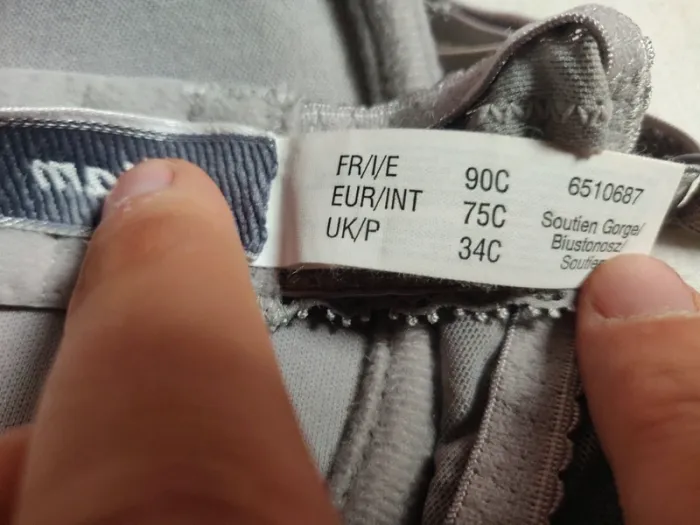 FR/I/E 90C
EUR/INT 75C
UK/P 34C
6510687
Soutien Gorge/
Biustonosz/